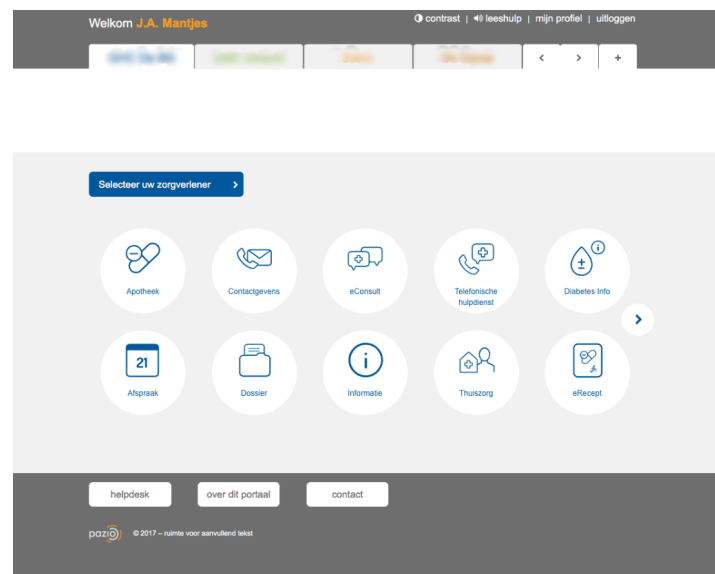 Welkom J.A. Mantjes
contrast | leeshulp | mijn profiel | uitloggen
Selecteer uw zorgverlener
Apotheek
Contactgevens
eConsult
Telefonische
hulpdienst
Diabetes Info
21
Afspraak
Dossier
Informatie
Thuiszorg
eRecept
helpdesk
over dit portaal
contact
pazio
© 2017 – ruimte voor aanvullend tekst